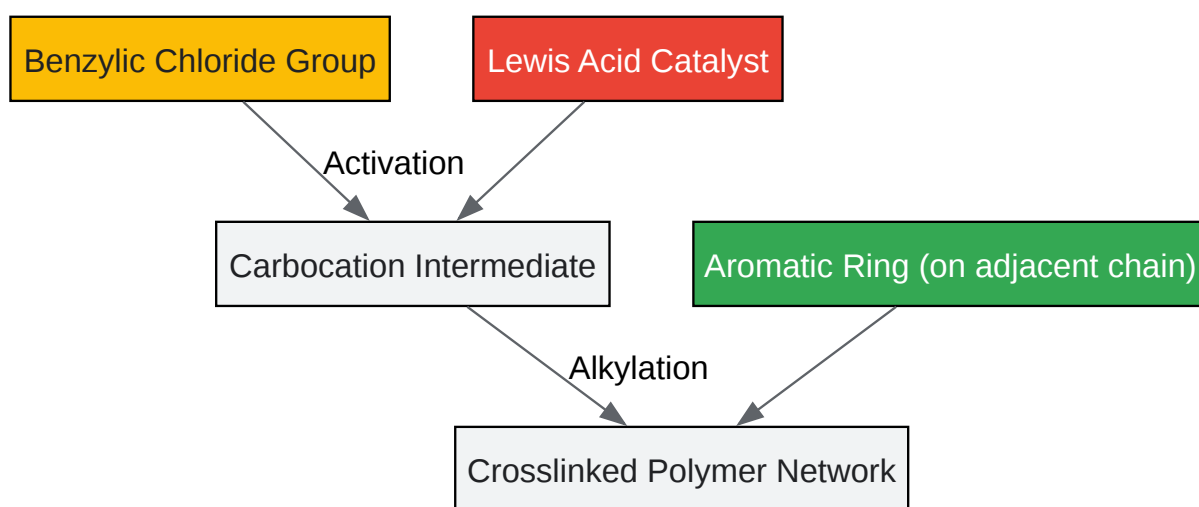 Benzylic Chloride Group
Lewis Acid Catalyst
Activation
Carbocation Intermediate
Aromatic Ring (on adjacent chain)
Alkylation
Crosslinked Polymer Network